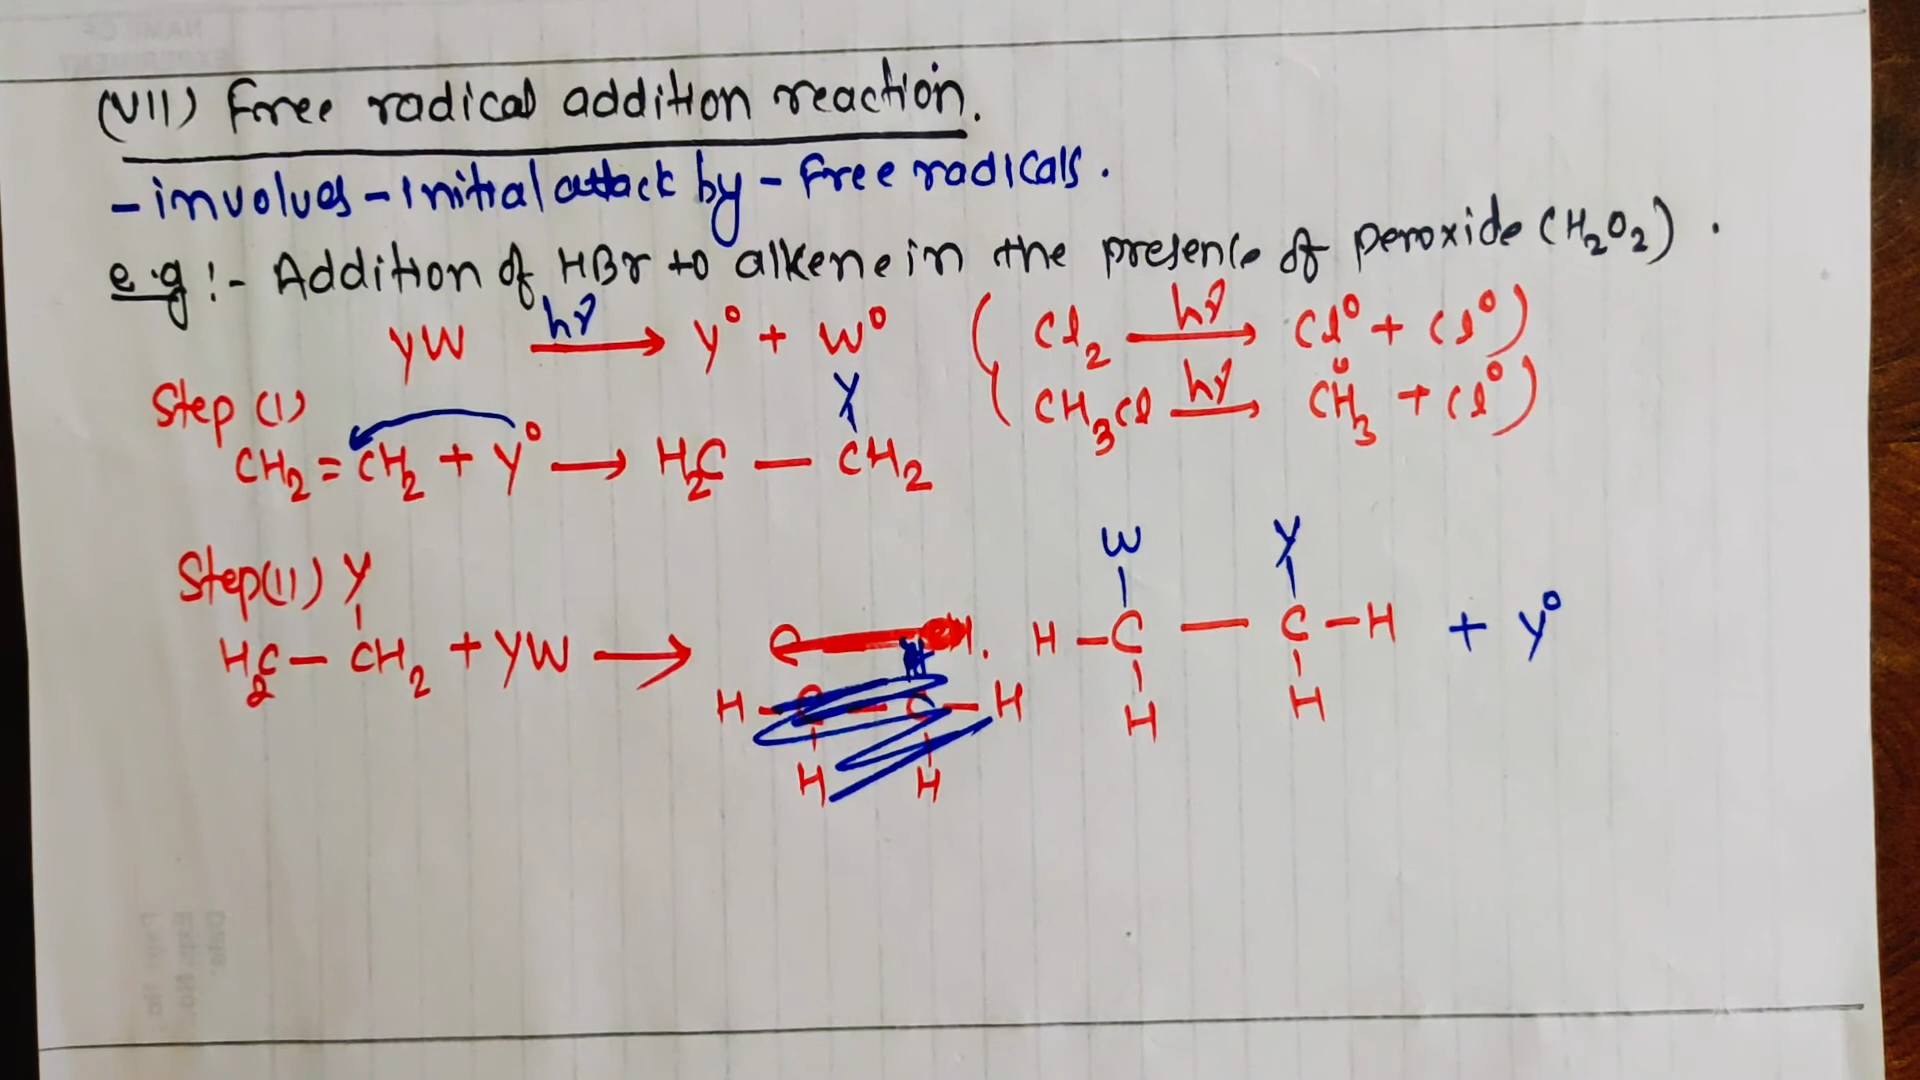 (VII) Free radical addition reaction.
- involves - Initial attack by - Free radicals.
e.g :- Addition of HBr to alkene in the presence of peroxide (H₂O₂).
YW hν → Y° + W° (Cl₂ hν → Cl° + Cl°)
(CH₃Cl hν → C̈H₃ + Cl°)
Step (I) Y
CH₂ = CH₂ + Y° → H₂C — CH₂
W Y
Step (II) Y
H₂C — CH₂ + YW → H — C — C — H + Y°
H H
H — C — C — H
H H